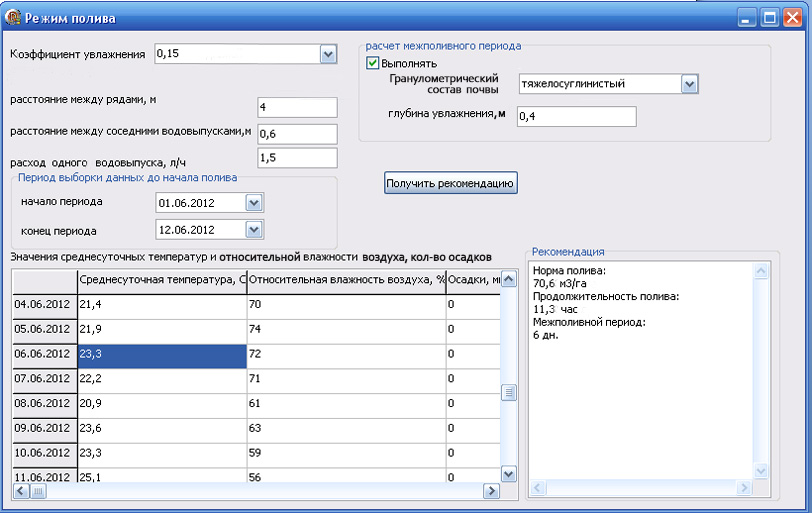 Режим полива
Коэффициент увлажнения 0,15
расстояние между рядами, м 4
расстояние между соседними водовыпусками,м 0,6
расход одного водовыпуска, л/ч 1,5
Период выборки данных до начала полива
начало периода 01.06.2012
конец периода 12.06.2012
расчет межполивного периода
Выполнять
Гранулометрический
состав почвы тяжелосуглинистый
глубина увлажнения,м 0,4
Получить рекомендацию
Значения среднесуточных температур и относительной влажности воздуха, кол-во осадков
Среднесуточная температура, С Относительная влажность воздуха, % Осадки, мм
04.06.2012 21,4 70 0
05.06.2012 21,9 74 0
06.06.2012 23,3 72 0
07.06.2012 22,2 71 0
08.06.2012 20,9 61 0
09.06.2012 23,6 63 0
10.06.2012 23,3 59 0
11.06.2012 25,1 56 0
Рекомендация
Норма полива:
70,6 м3/га
Продолжительность полива:
11,3 час
Межполивной период:
6 дн.